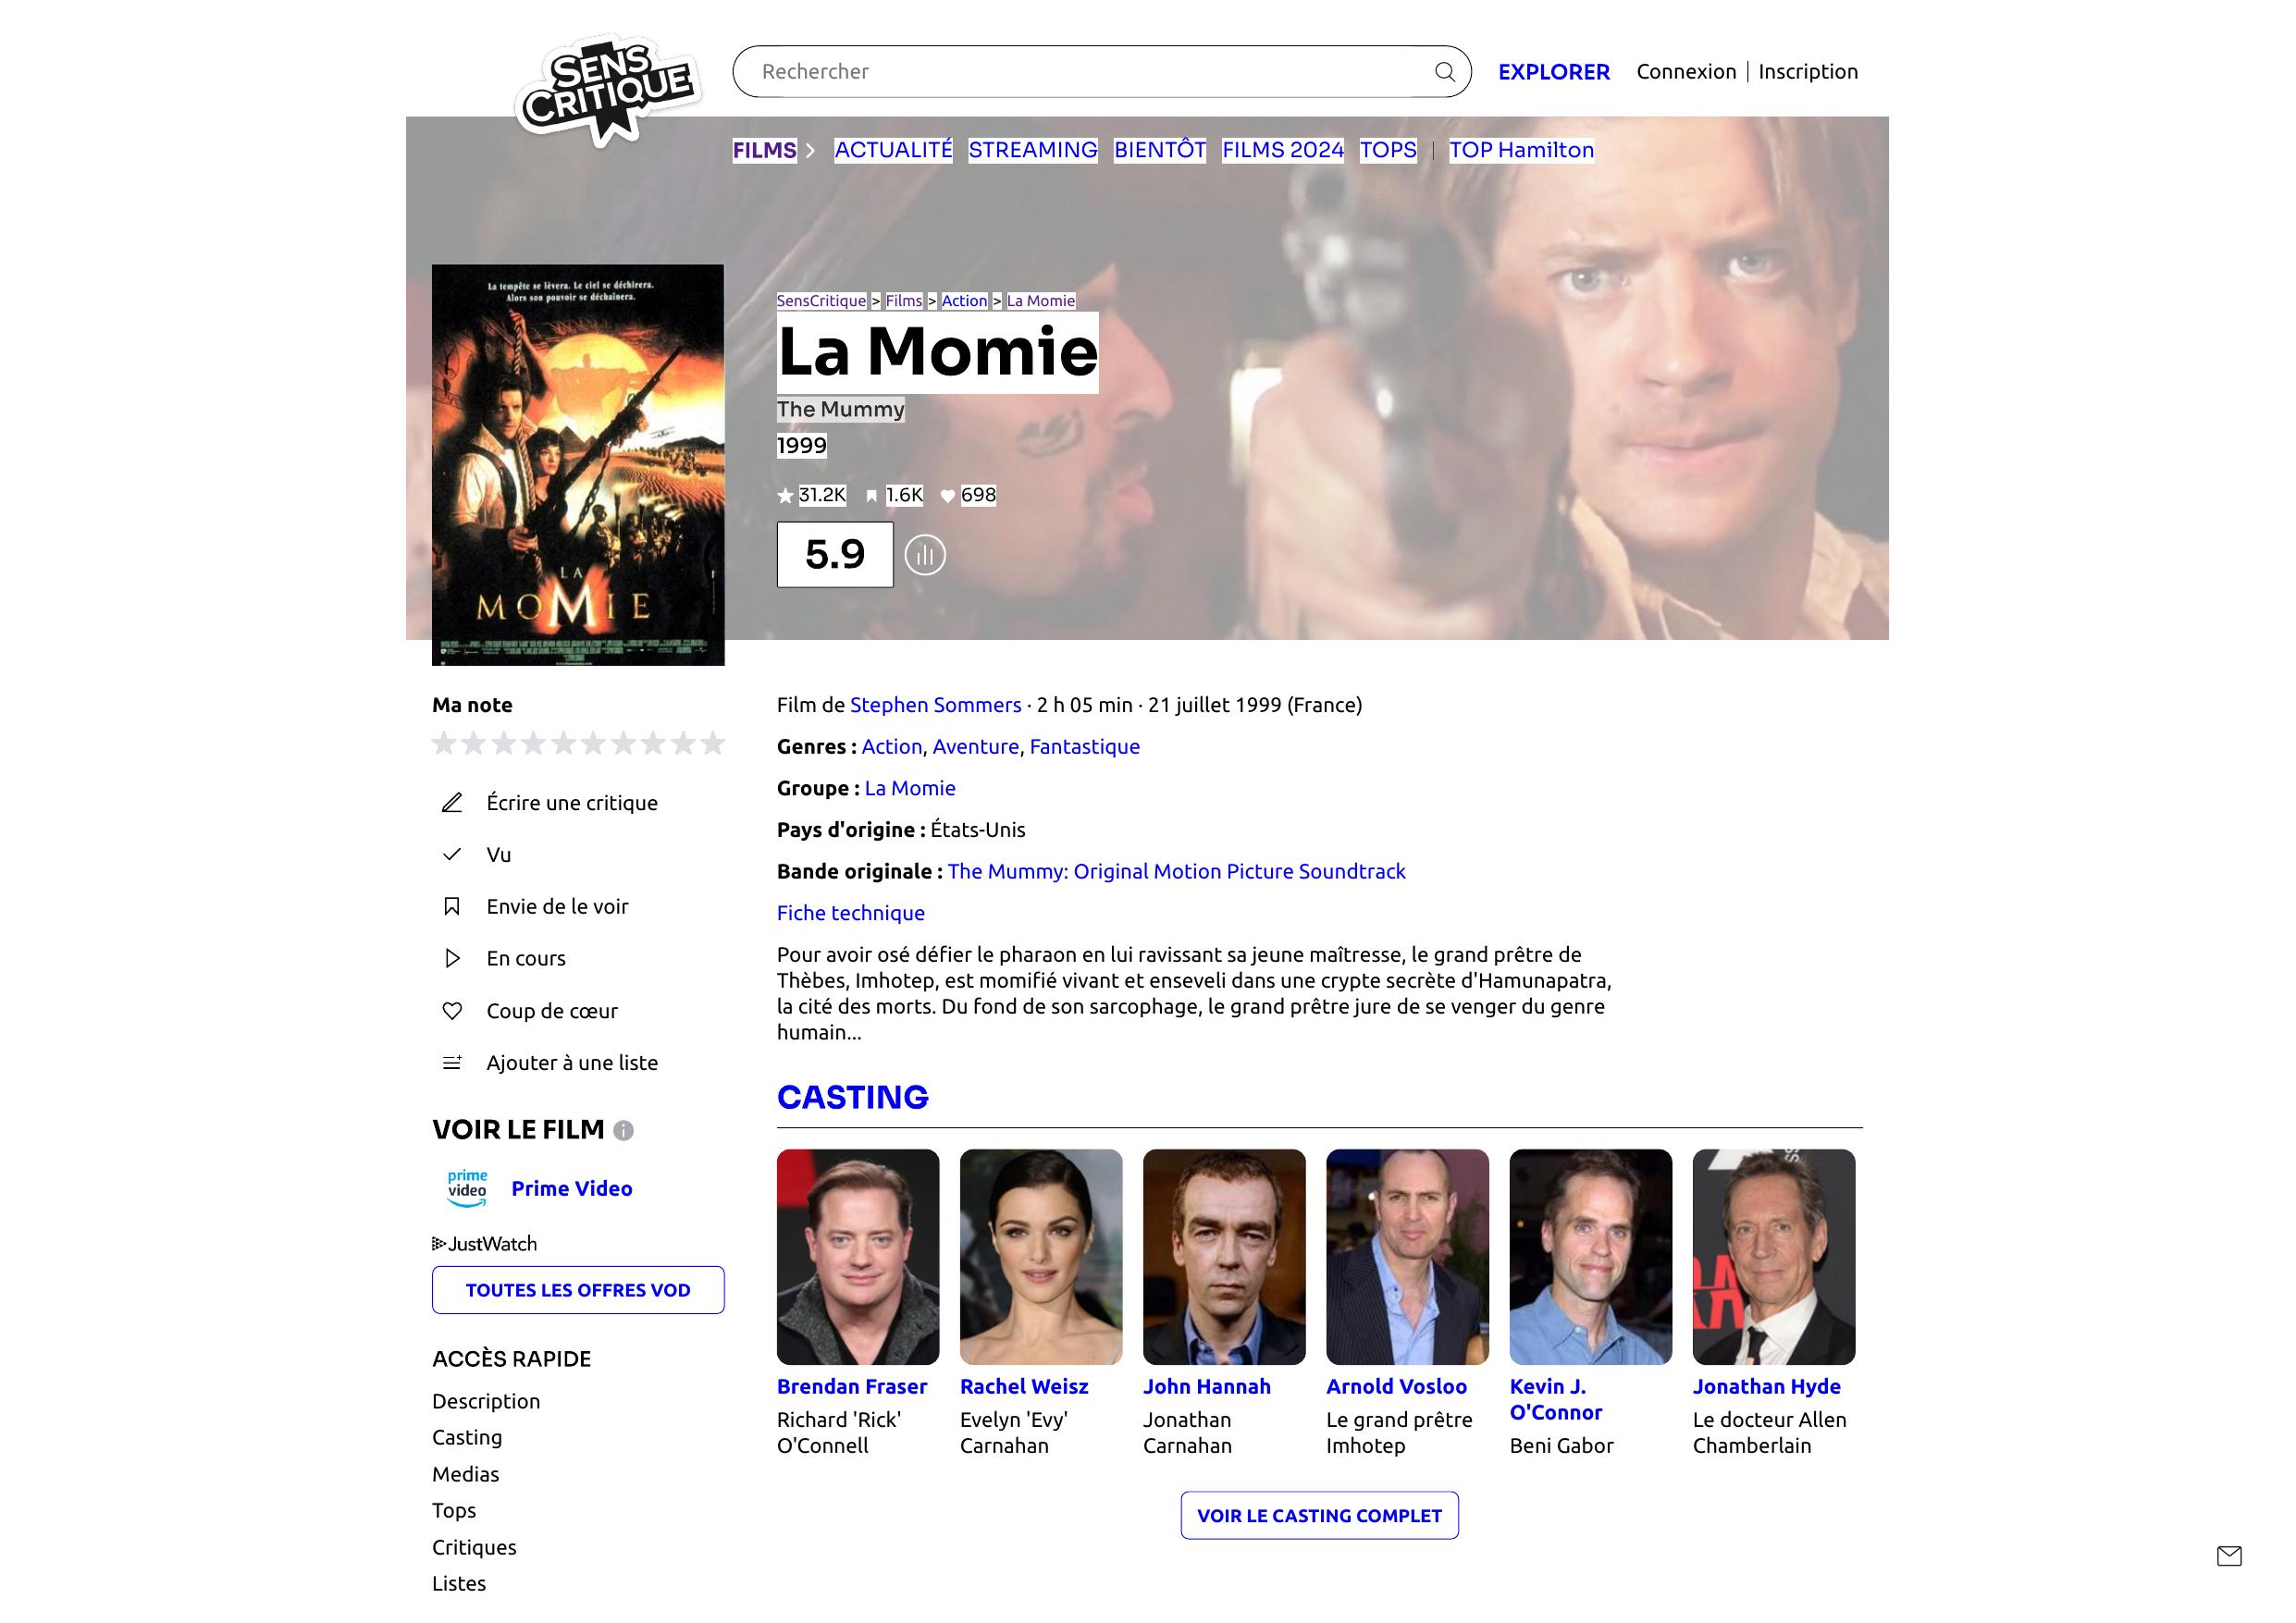 SENS
CRITIQUE
Rechercher
EXPLORER
Connexion | Inscription
FILMS
ACTUALITÉ
STREAMING
BIENTÔT
FILMS 2024
TOPS
TOP Hamilton
La tempête se lèvera. Le ciel se déchirera.
Alors son pouvoir se déchaînera.
LA
MOMIE
SensCritique > Films > Action > La Momie
La Momie
The Mummy
1999
31.2K
1.6K
698
5.9
Ma note
Écrire une critique
Vu
Envie de le voir
En cours
Coup de cœur
Ajouter à une liste
VOIR LE FILM
prime
video
Prime Video
JustWatch
TOUTES LES OFFRES VOD
ACCÈS RAPIDE
Description
Casting
Medias
Tops
Critiques
Listes
Film de Stephen Sommers · 2 h 05 min · 21 juillet 1999 (France)
Genres : Action, Aventure, Fantastique
Groupe : La Momie
Pays d'origine : États-Unis
Bande originale : The Mummy: Original Motion Picture Soundtrack
Fiche technique
Pour avoir osé défier le pharaon en lui ravissant sa jeune maîtresse, le grand prêtre de
Thèbes, Imhotep, est momifié vivant et enseveli dans une crypte secrète d'Hamunapatra,
la cité des morts. Du fond de son sarcophage, le grand prêtre jure de se venger du genre
humain...
CASTING
Brendan Fraser
Richard 'Rick'
O'Connell
Rachel Weisz
Evelyn 'Evy'
Carnahan
John Hannah
Jonathan
Carnahan
Arnold Vosloo
Le grand prêtre
Imhotep
Kevin J.
O'Connor
Beni Gabor
Jonathan Hyde
Le docteur Allen
Chamberlain
VOIR LE CASTING COMPLET